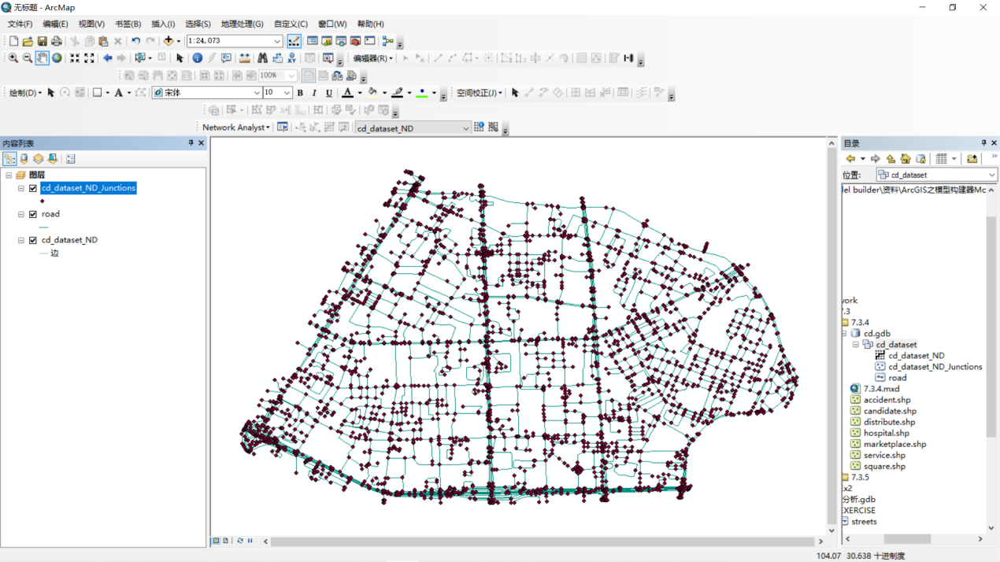 无标题 - ArcMap
文件(F) 编辑(E) 视图(V) 书签(B) 插入(I) 选择(S) 地理处理(G) 自定义(C) 窗口(W) 帮助(H)
1:24,073
编辑器(R)
100%
绘制(D) A 宋体 10 B I U A 空间校正(J)
Network Analyst cd_dataset_ND
内容列表
图层
cd_dataset_ND_Junctions
road
cd_dataset_ND
边
目录
位置: cd_dataset
del builder\资料\ArcGIS之模型构建器Mc
work
7.3
7.3.4
cd.gdb
cd_dataset
cd_dataset_ND
cd_dataset_ND_Junctions
road
7.3.4.mxd
accident.shp
candidate.shp
distribute.shp
hospital.shp
marketplace.shp
service.shp
square.shp
7.3.5
Ex2
分析.gdb
EXERCISE
streets
104.07 30.638 十进制度